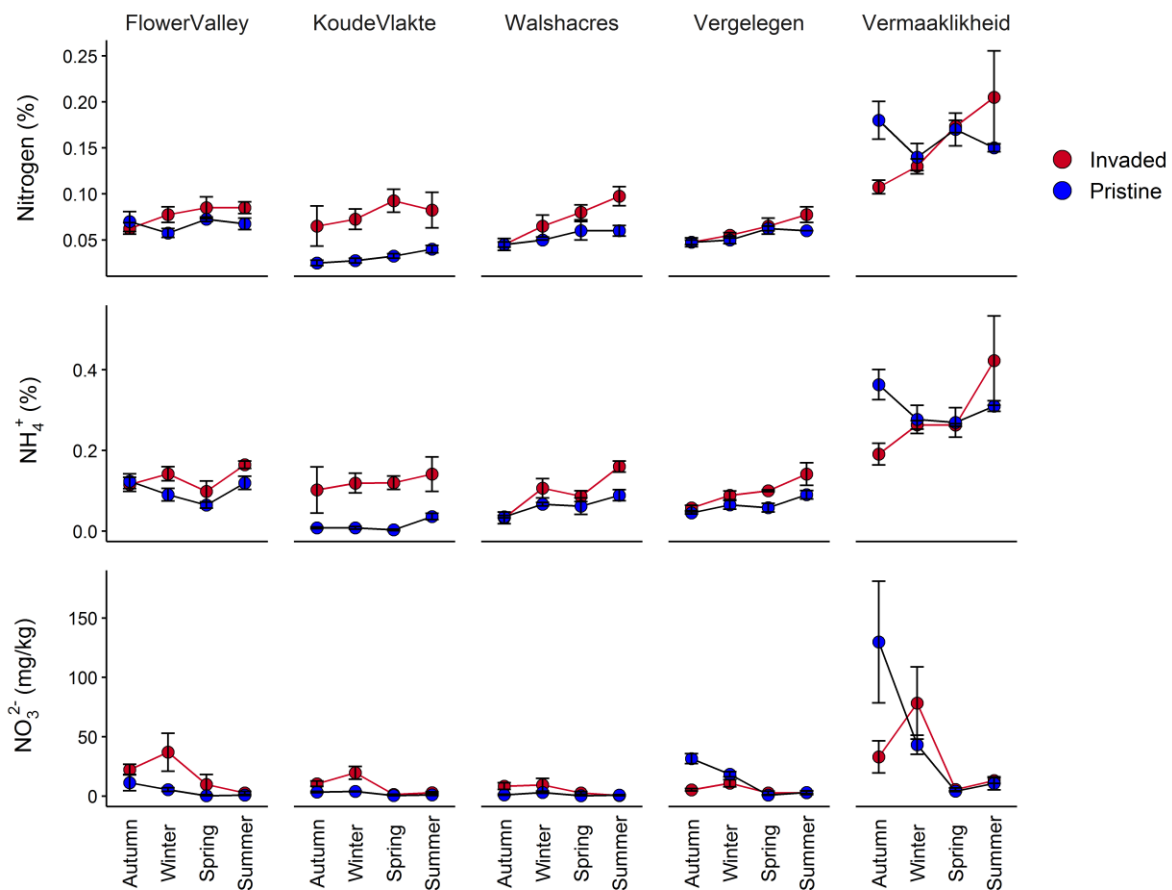 FlowerValley KoudeVlakte Walshacres Vergelegen Vermaaklikheid
Nitrogen (%)
0.25
0.20
0.15
0.10
0.05
Invaded
Pristine
NH₄⁺ (%)
0.4
0.2
0.0
NO₃²⁻ (mg/kg)
150
100
50
0
Autumn Winter Spring Summer Autumn Winter Spring Summer Autumn Winter Spring Summer Autumn Winter Spring Summer Autumn Winter Spring Summer